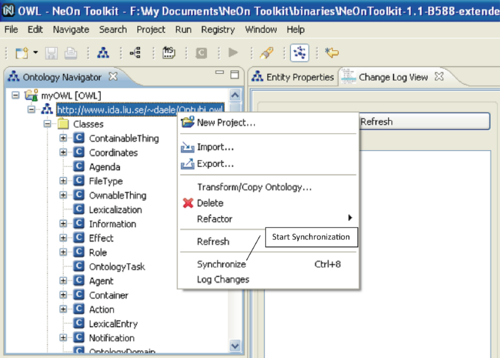 OWL - NeOn Toolkit - F:\My Documents\NeOn Toolkit\binaries\NeOnToolkit-1.1-B588-extende
File Edit Navigate Search Project Run Registry Window Help
Ontology Navigator
Entity Properties
Change Log View
myOWL [OWL]
http://www.ida.liu.se/~daele/Optubi.owl
Classes
ContainableThing
Coordinates
Agenda
FileType
OwnableThing
Lexicalization
Information
Effect
Role
OntologyTask
Agent
Container
Action
LexicalEntry
Notification
OntologyDomain
New Project...
Import...
Export...
Transform/Copy Ontology...
Delete
Refactor
Refresh
Synchronize Ctrl+8
Log Changes
Start Synchronization
Refresh